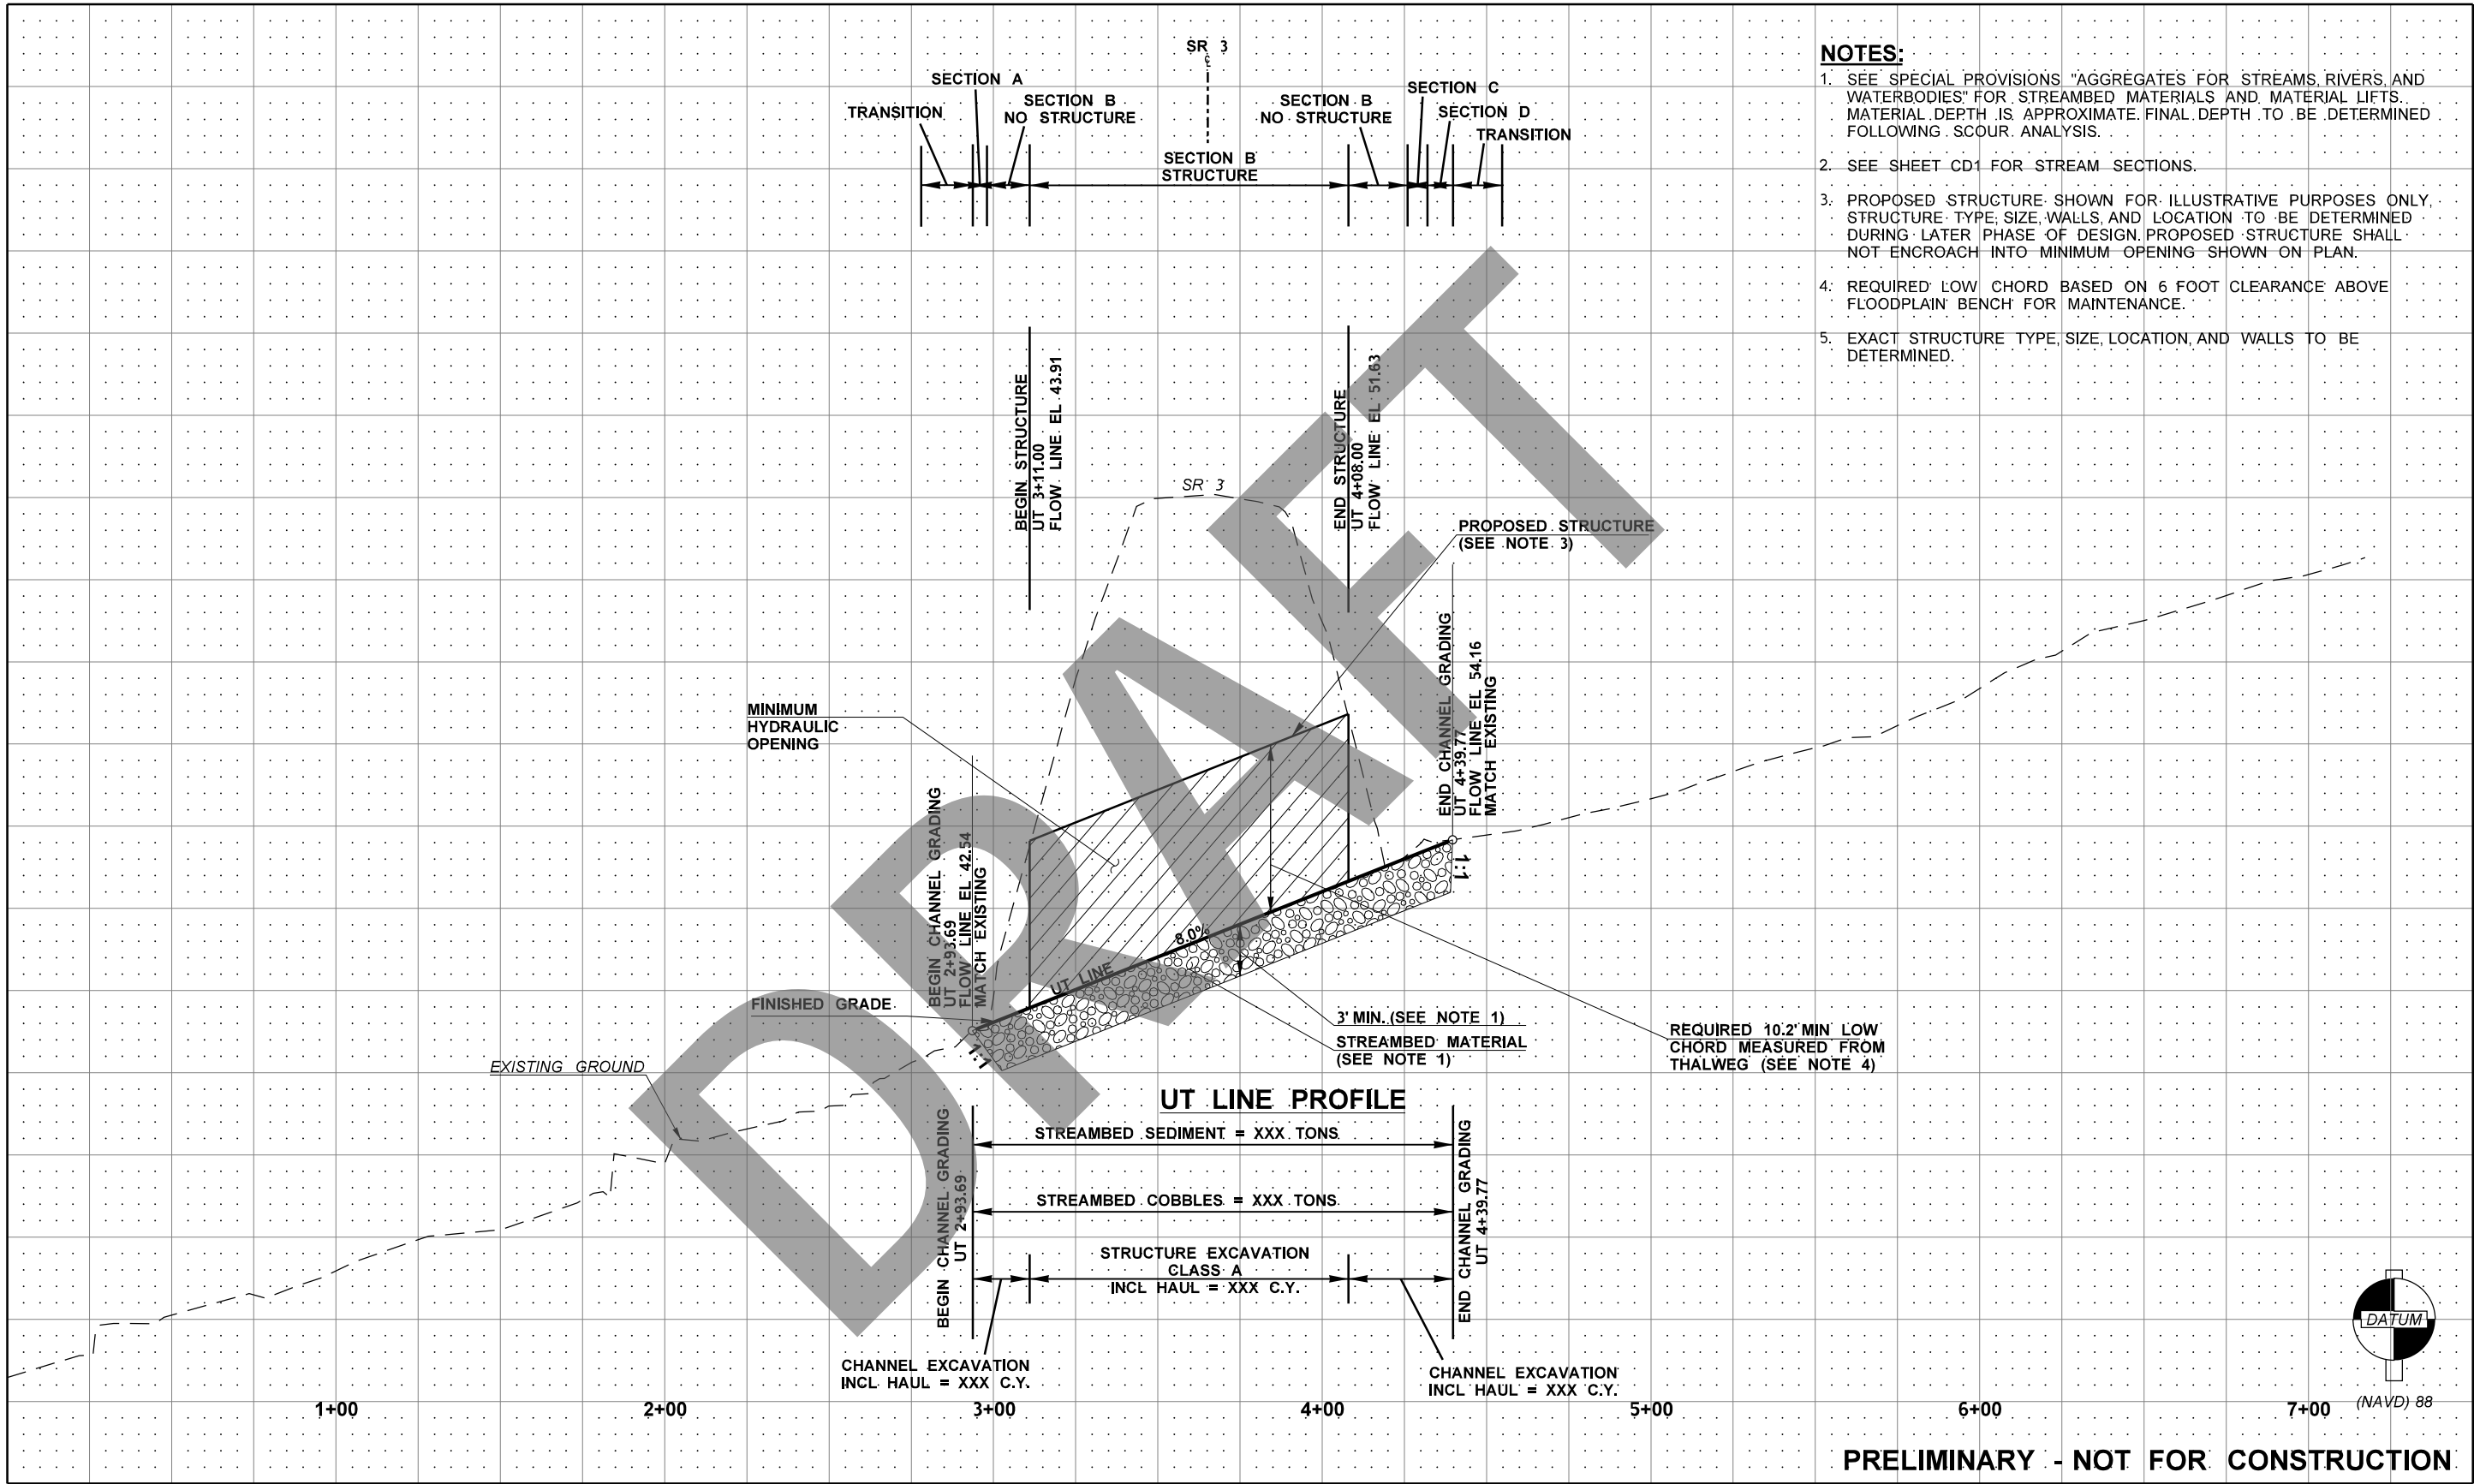 NOTES:
1. SEE SPECIAL PROVISIONS "AGGREGATES FOR STREAMS, RIVERS, AND
WATERBODIES" FOR STREAMBED MATERIALS AND MATERIAL LIFTS.
MATERIAL DEPTH IS APPROXIMATE. FINAL DEPTH TO BE DETERMINED
FOLLOWING SCOUR ANALYSIS.
2. SEE SHEET CD1 FOR STREAM SECTIONS.
3. PROPOSED STRUCTURE SHOWN FOR ILLUSTRATIVE PURPOSES ONLY,
STRUCTURE TYPE, SIZE, WALLS, AND LOCATION TO BE DETERMINED
DURING LATER PHASE OF DESIGN. PROPOSED STRUCTURE SHALL
NOT ENCROACH INTO MINIMUM OPENING SHOWN ON PLAN.
4. REQUIRED LOW CHORD BASED ON 6 FOOT CLEARANCE ABOVE
FLOODPLAIN BENCH FOR MAINTENANCE.
5. EXACT STRUCTURE TYPE, SIZE, LOCATION, AND WALLS TO BE
DETERMINED.
SR 3
TRANSITION
SECTION A
SECTION B
NO STRUCTURE
SECTION B
STRUCTURE
SECTION B
NO STRUCTURE
SECTION C
SECTION D
TRANSITION
BEGIN STRUCTURE
UT 3+11.00
FLOW LINE EL 43.91
END STRUCTURE
UT 4+08.00
FLOW LINE EL 51.63
SR 3
PROPOSED STRUCTURE
(SEE NOTE 3)
END CHANNEL GRADING
UT 4+39.77
FLOW LINE EL 54.16
MATCH EXISTING
MINIMUM
HYDRAULIC
OPENING
BEGIN CHANNEL GRADING
UT 2+93.69
FLOW LINE EL 42.54
MATCH EXISTING
1:1
8.0%
UT LINE
FINISHED GRADE
1:1
3' MIN. (SEE NOTE 1)
STREAMBED MATERIAL
(SEE NOTE 1)
REQUIRED 10.2' MIN LOW
CHORD MEASURED FROM
THALWEG (SEE NOTE 4)
EXISTING GROUND
DRAFT
UT LINE PROFILE
BEGIN CHANNEL GRADING
UT 2+93.69
STREAMBED SEDIMENT = XXX TONS
STREAMBED COBBLES = XXX TONS
STRUCTURE EXCAVATION
CLASS A
INCL HAUL = XXX C.Y.
END CHANNEL GRADING
UT 4+39.77
CHANNEL EXCAVATION
INCL HAUL = XXX C.Y.
CHANNEL EXCAVATION
INCL HAUL = XXX C.Y.
DATUM
(NAVD) 88
1+00 2+00 3+00 4+00 5+00 6+00 7+00
PRELIMINARY - NOT FOR CONSTRUCTION